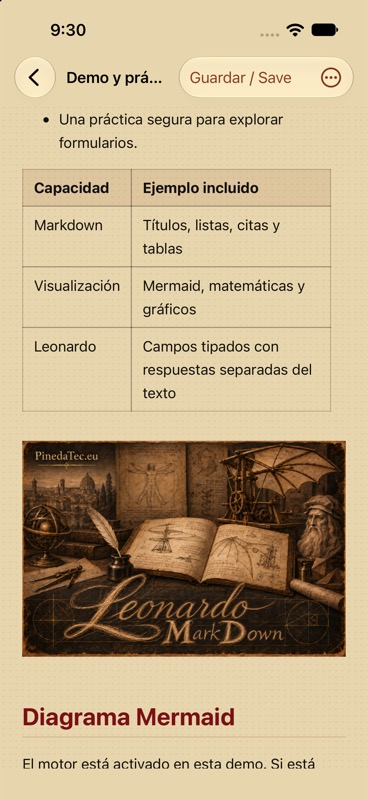 9:30
Demo y prá...
Guardar / Save
Una práctica segura para explorar
formularios.
Capacidad
Ejemplo incluido
Markdown
Títulos, listas, citas y
tablas
Visualización
Mermaid, matemáticas y
gráficos
Leonardo
Campos tipados con
respuestas separadas del
texto
PinedaTec.eu
Leonardo
MarkDown
Diagrama Mermaid
El motor está activado en esta demo. Si está